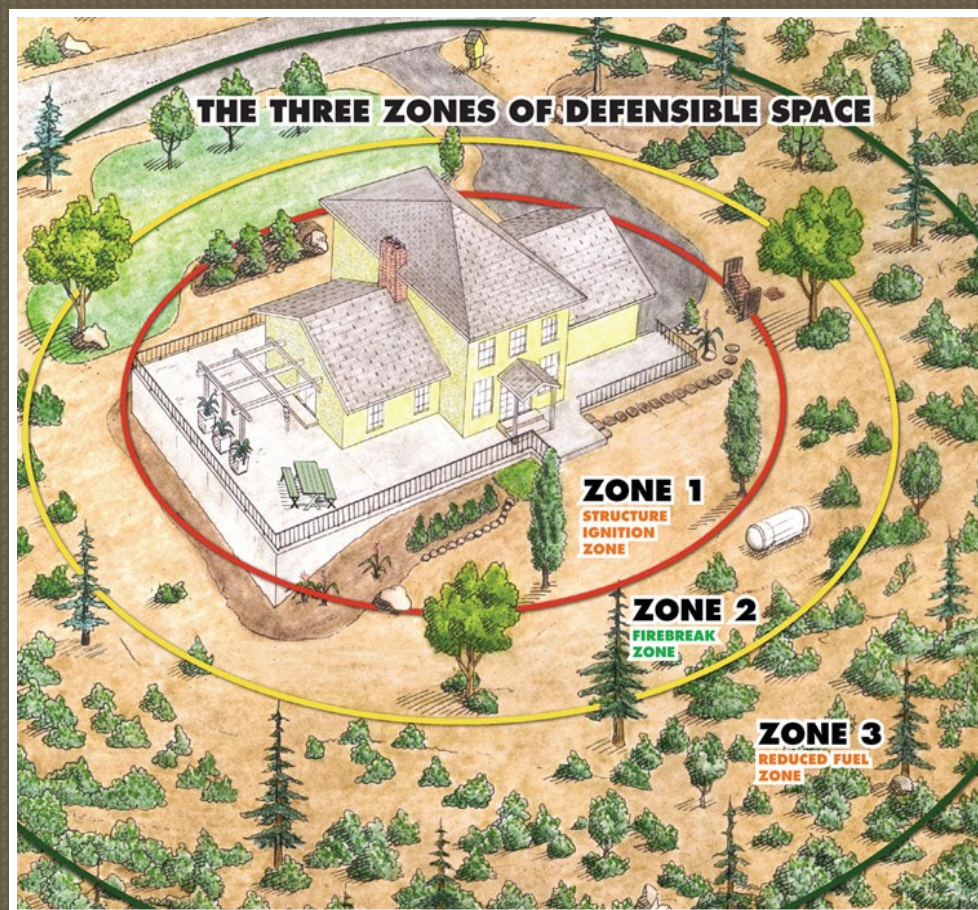 THE THREE ZONES OF DEFENSIBLE SPACE
ZONE 1
STRUCTURE
IGNITION
ZONE
ZONE 2
FIREBREAK
ZONE
ZONE 3
REDUCED FUEL
ZONE